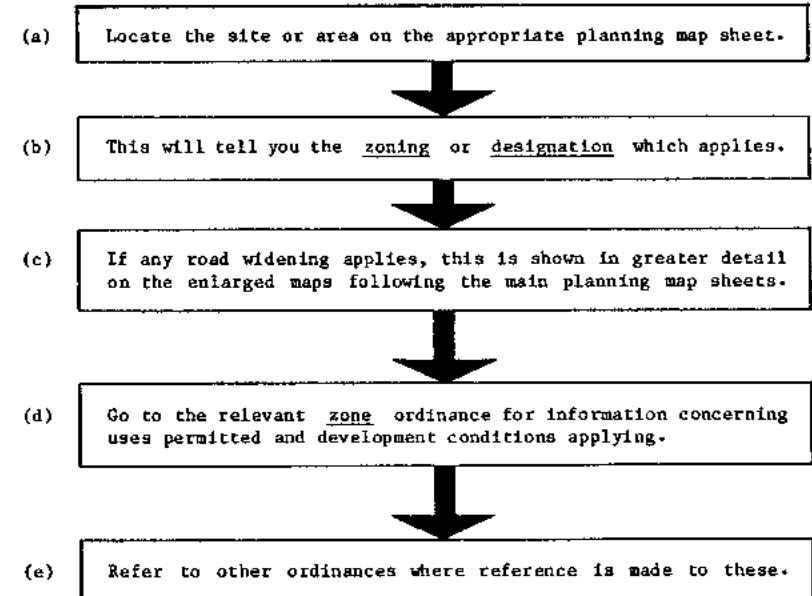 (a) Locate the site or area on the appropriate planning map sheet.
(b) This will tell you the zoning or designation which applies.
(c) If any road widening applies, this is shown in greater detail
on the enlarged maps following the main planning map sheets.
(d) Go to the relevant zone ordinance for information concerning
uses permitted and development conditions applying.
(e) Refer to other ordinances where reference is made to these.